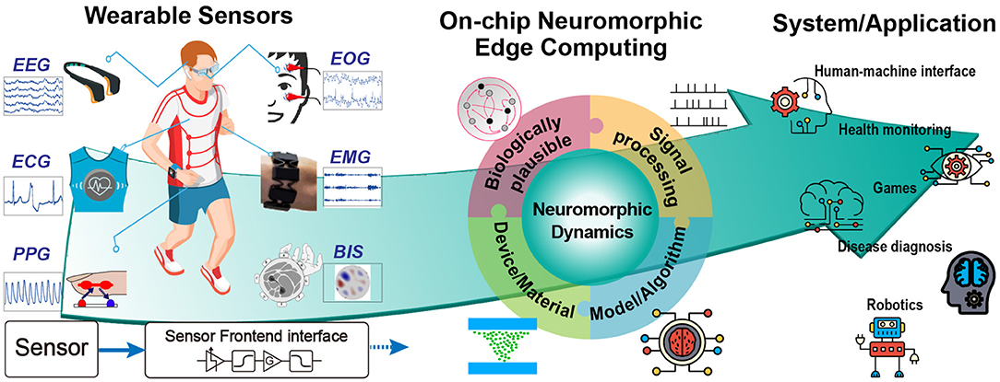 Wearable Sensors
EEG
EOG
ECG
EMG
PPG
BIS
Sensor
Sensor Frontend interface
G
On-chip Neuromorphic
Edge Computing
Biologically
plausible
Signal
processing
Neuromorphic
Dynamics
Device/Material
Model/Algorithm
System/Application
Human-machine interface
Health monitoring
Games
Disease diagnosis
Robotics